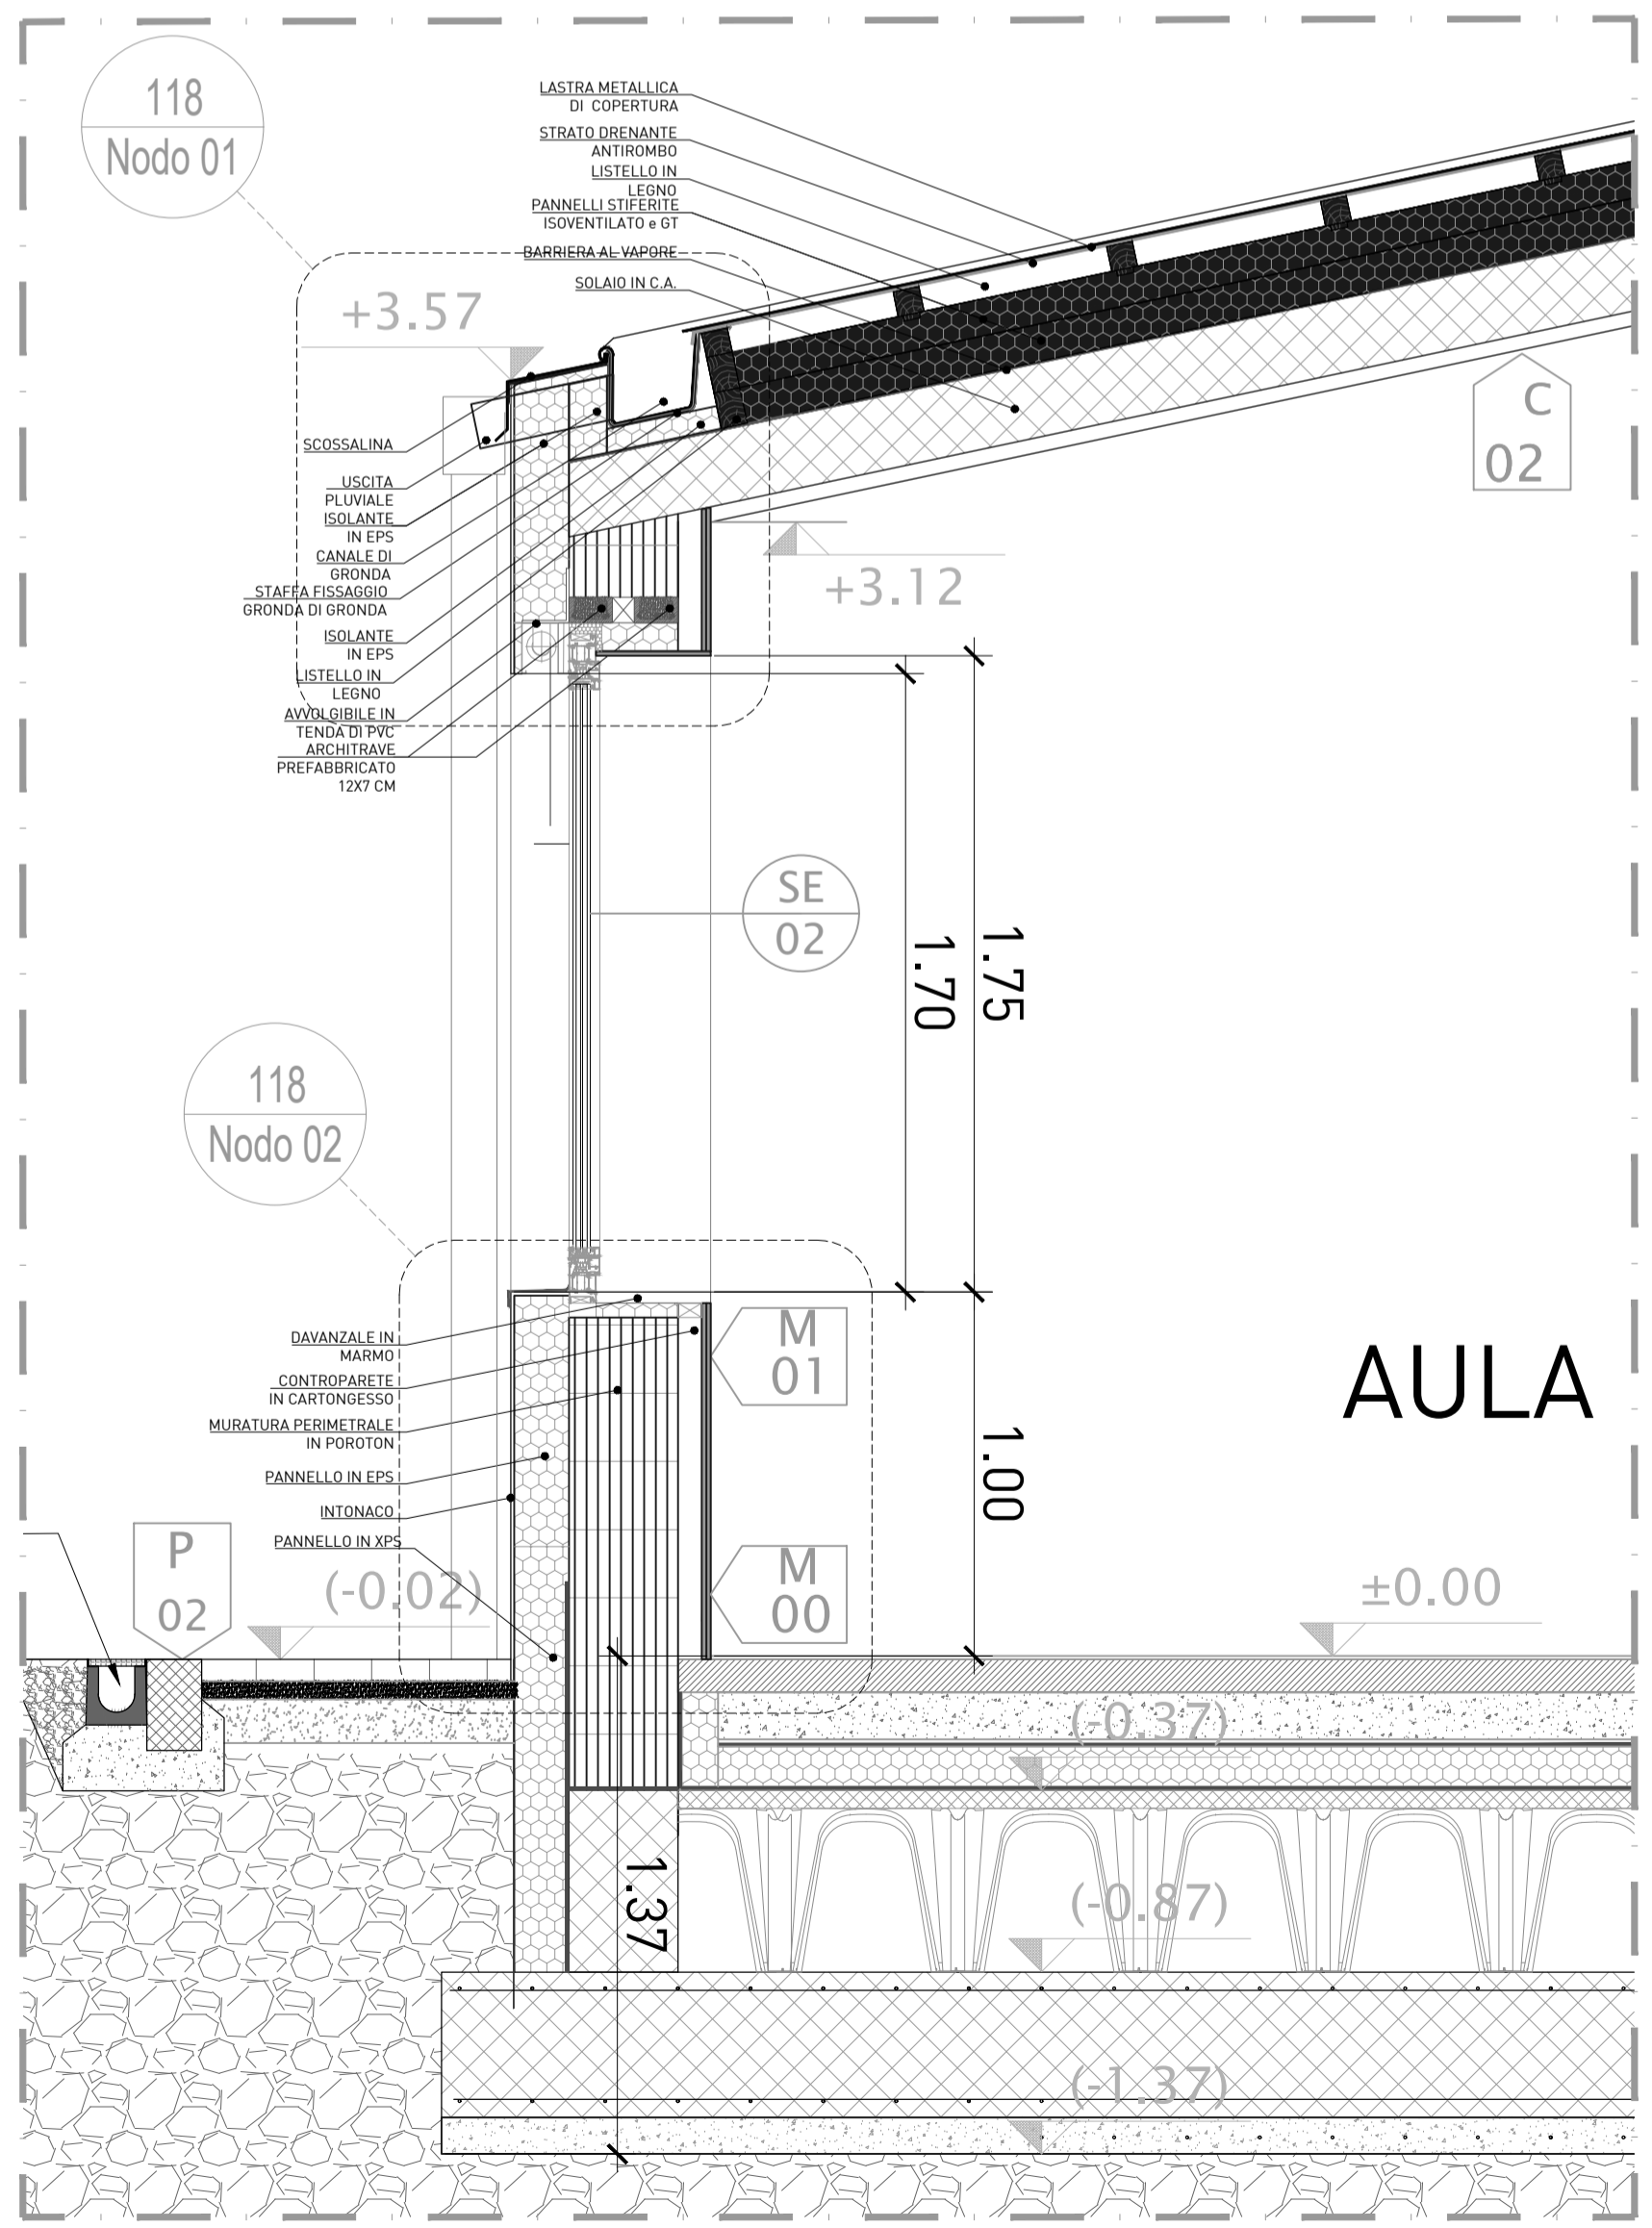 118
Nodo 01
LASTRA METALLICA
DI COPERTURA
STRATO DRENANTE
ANTIROMBO
LISTELLO IN
LEGNO
PANNELLI STIFERITE
ISOVENTILATO e GT
BARRIERA AL VAPORE
SOLAIO IN C.A.
+3.57
C
02
SCOSSALINA
USCITA
PLUVIALE
ISOLANTE
IN EPS
CANALE DI
GRONDA
STAFFA FISSAGGIO
GRONDA DI GRONDA
ISOLANTE
IN EPS
LISTELLO IN
LEGNO
AVVOLGIBILE IN
TENDA DI PVC
ARCHITRAVE
PREFABBRICATO
12X7 CM
+3.12
SE
02
1.70
1.75
118
Nodo 02
DAVANZALE IN
MARMO
CONTROPARETE
IN CARTONGESSO
MURATURA PERIMETRALE
IN POROTON
PANNELLO IN EPS
INTONACO
PANNELLO IN XPS
M
01
AULA
1.00
P
02
(-0.02)
M
00
±0.00
(-0.37)
1.37
(-0.87)
(-1.37)